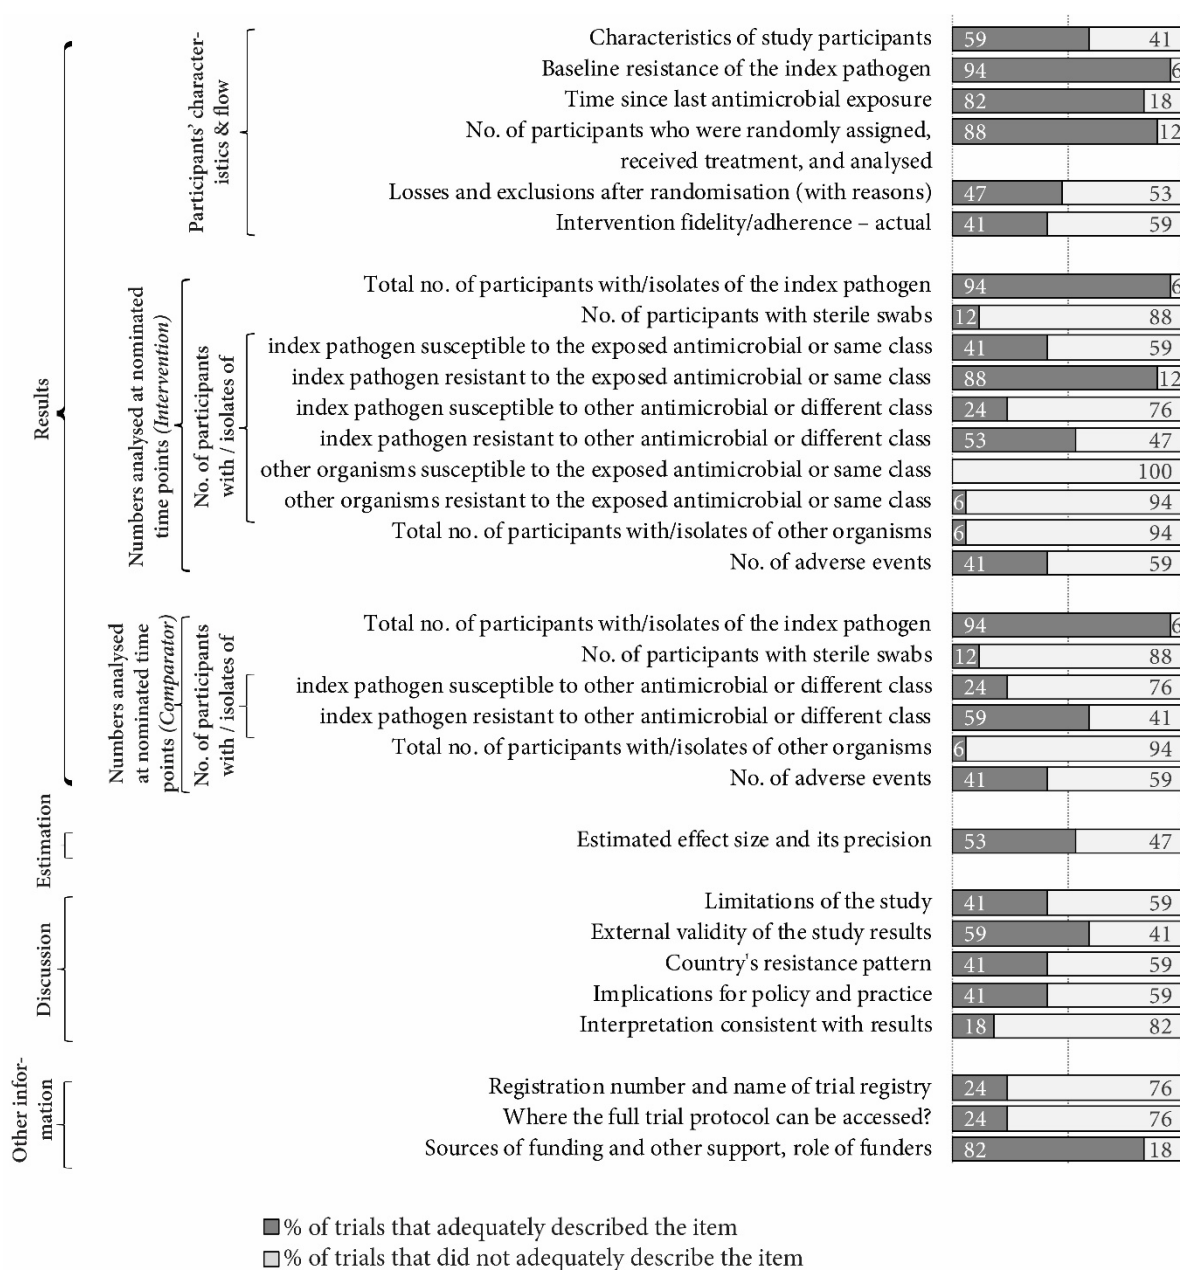 Results
Participants' character-
istics & flow
Characteristics of study participants 59 41
Baseline resistance of the index pathogen 94 6
Time since last antimicrobial exposure 82 18
No. of participants who were randomly assigned, 88 12
received treatment, and analysed
Losses and exclusions after randomisation (with reasons) 47 53
Intervention fidelity/adherence – actual 41 59
Numbers analysed at nominated
time points (Intervention)
No. of participants
with / isolates of
Total no. of participants with/isolates of the index pathogen 94 6
No. of participants with sterile swabs 12 88
index pathogen susceptible to the exposed antimicrobial or same class 41 59
index pathogen resistant to the exposed antimicrobial or same class 88 12
index pathogen susceptible to other antimicrobial or different class 24 76
index pathogen resistant to other antimicrobial or different class 53 47
other organisms susceptible to the exposed antimicrobial or same class 100
other organisms resistant to the exposed antimicrobial or same class 6 94
Total no. of participants with/isolates of other organisms 6 94
No. of adverse events 41 59
Numbers analysed
at nominated time
points (Comparator)
No. of participants
with / isolates of
Total no. of participants with/isolates of the index pathogen 94 6
No. of participants with sterile swabs 12 88
index pathogen susceptible to other antimicrobial or different class 24 76
index pathogen resistant to other antimicrobial or different class 59 41
Total no. of participants with/isolates of other organisms 6 94
No. of adverse events 41 59
Estimation
Estimated effect size and its precision 53 47
Discussion
Limitations of the study 41 59
External validity of the study results 59 41
Country's resistance pattern 41 59
Implications for policy and practice 41 59
Interpretation consistent with results 18 82
Other infor-
mation
Registration number and name of trial registry 24 76
Where the full trial protocol can be accessed? 24 76
Sources of funding and other support, role of funders 82 18
% of trials that adequately described the item
% of trials that did not adequately describe the item